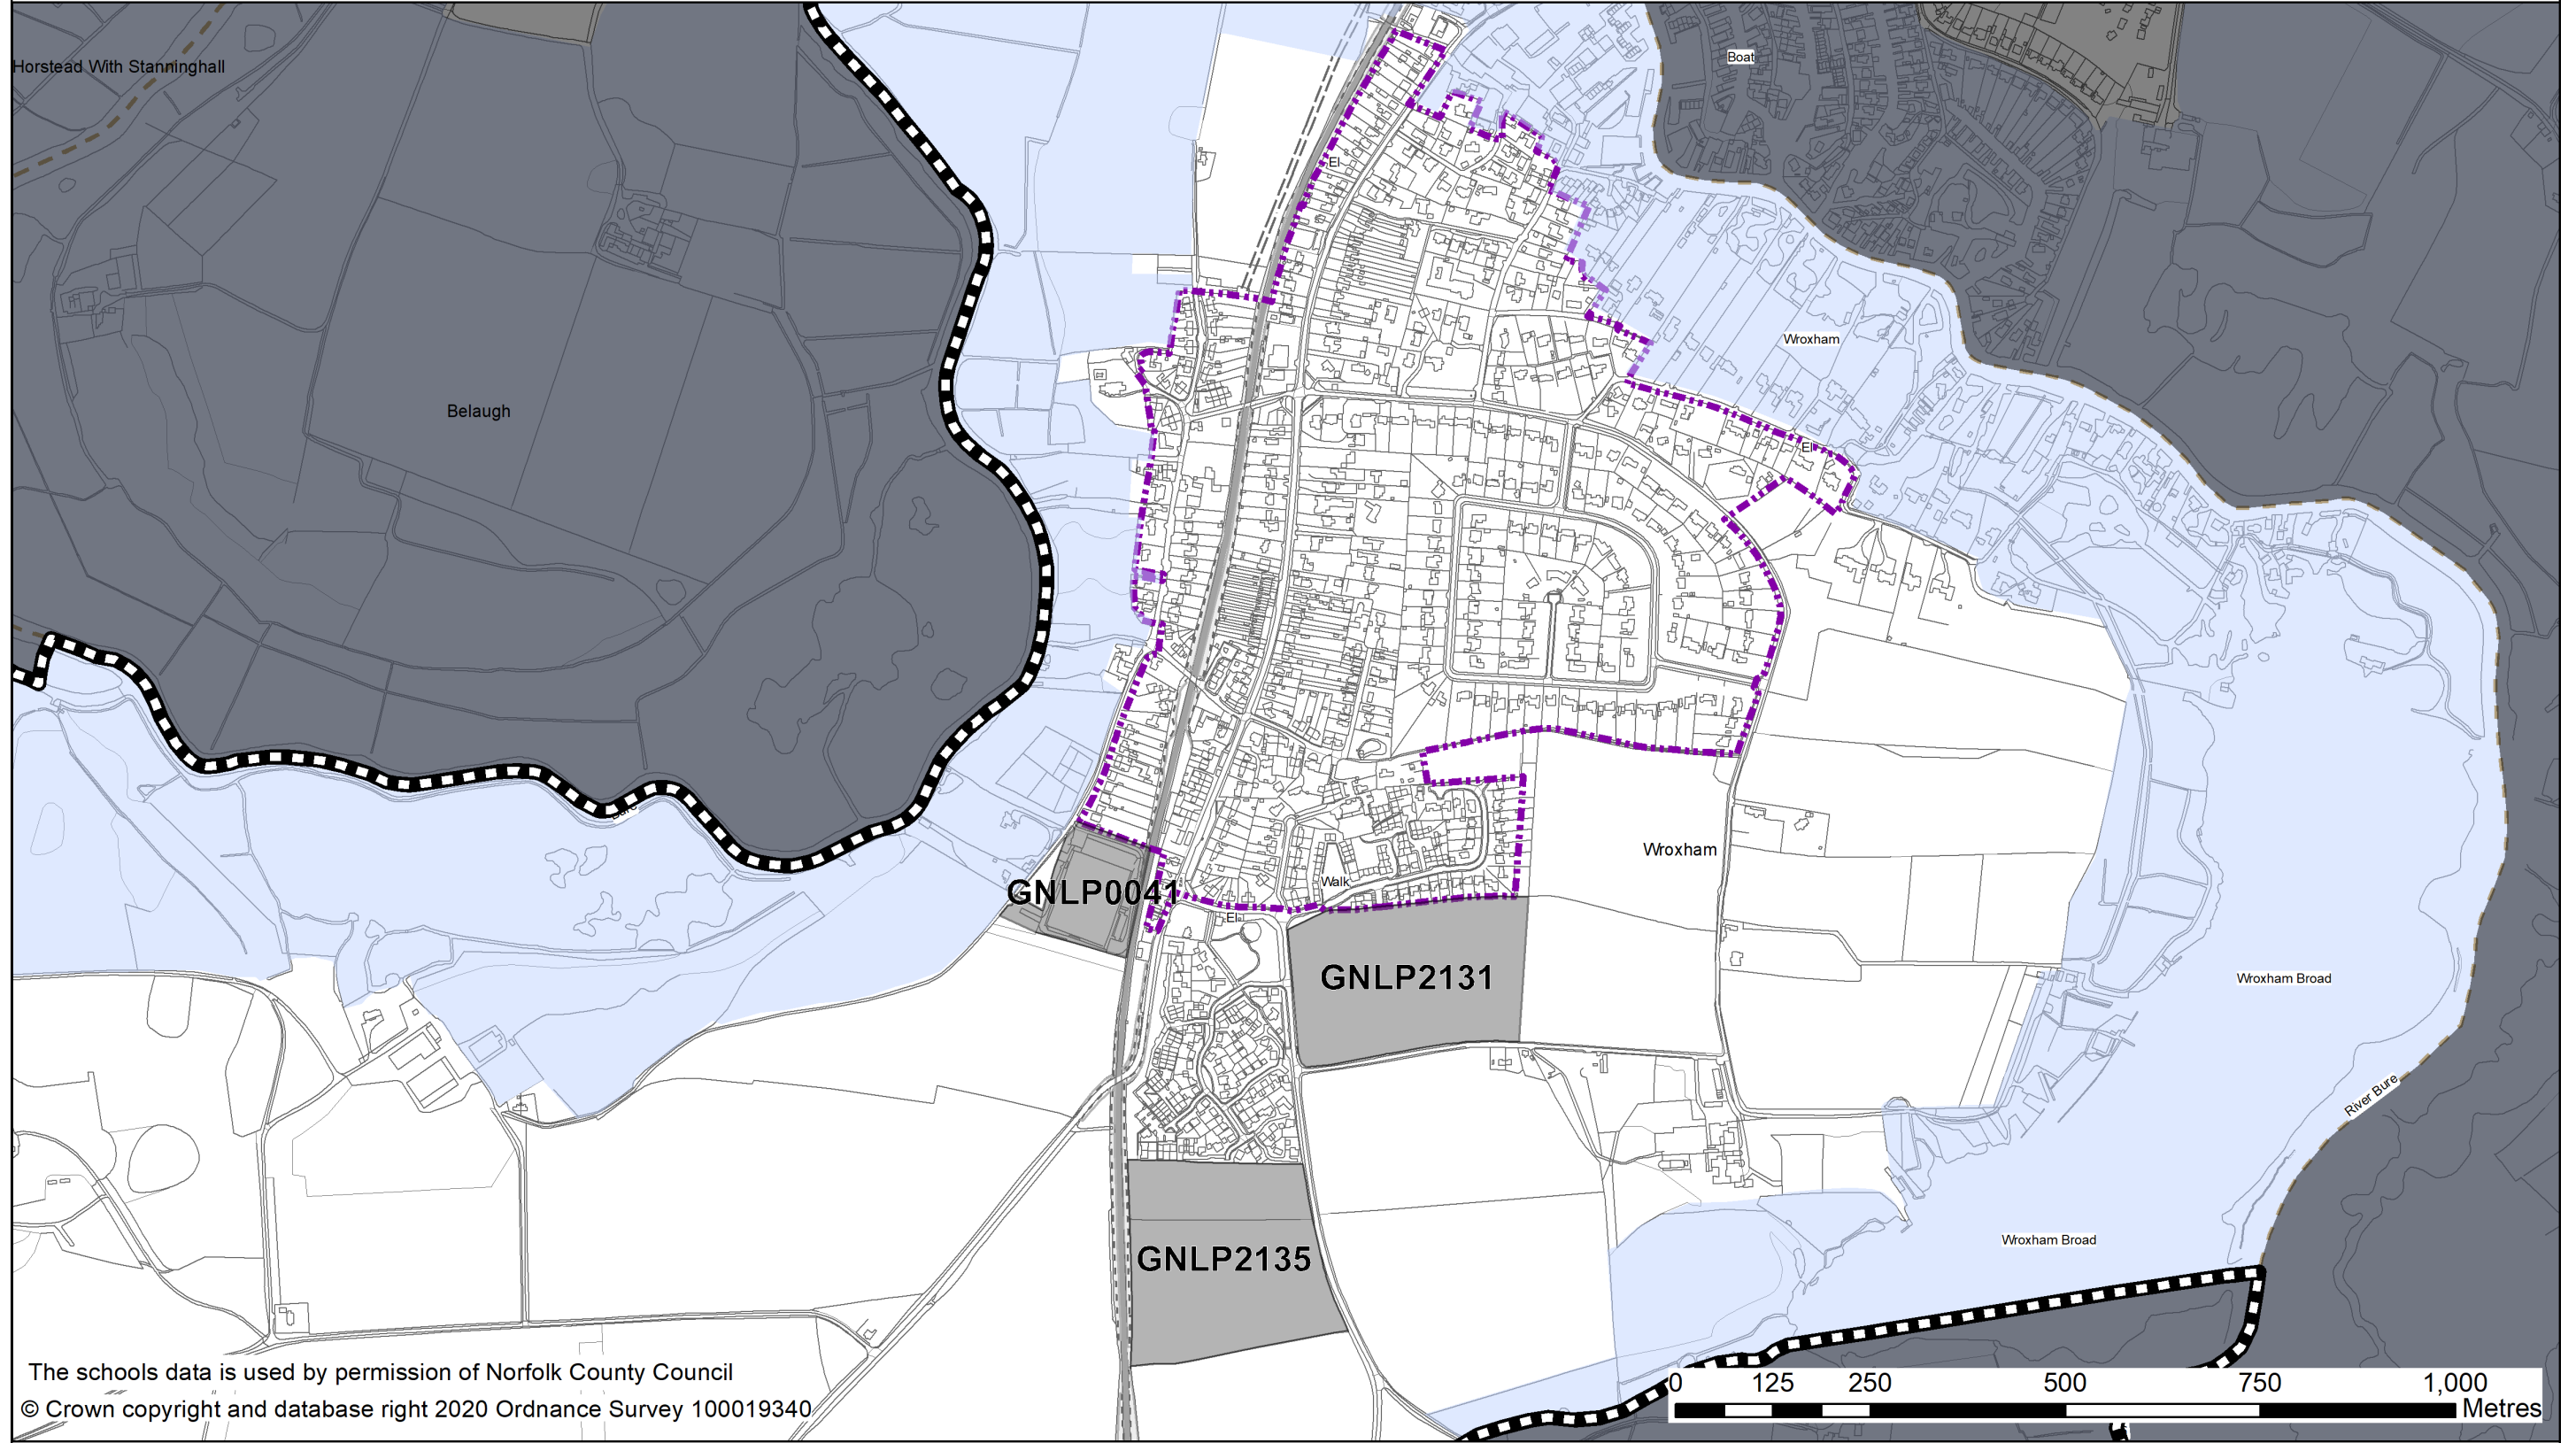 Horstead With Stanninghall
Boat
El
Wroxham
Belaugh
El
Wroxham
Walk
GNLP0041
El
GNLP2131
Wroxham Broad
River Bure
Wroxham Broad
GNLP2135
The schools data is used by permission of Norfolk County Council
© Crown copyright and database right 2020 Ordnance Survey 100019340
0 125 250 500 750 1,000
Metres